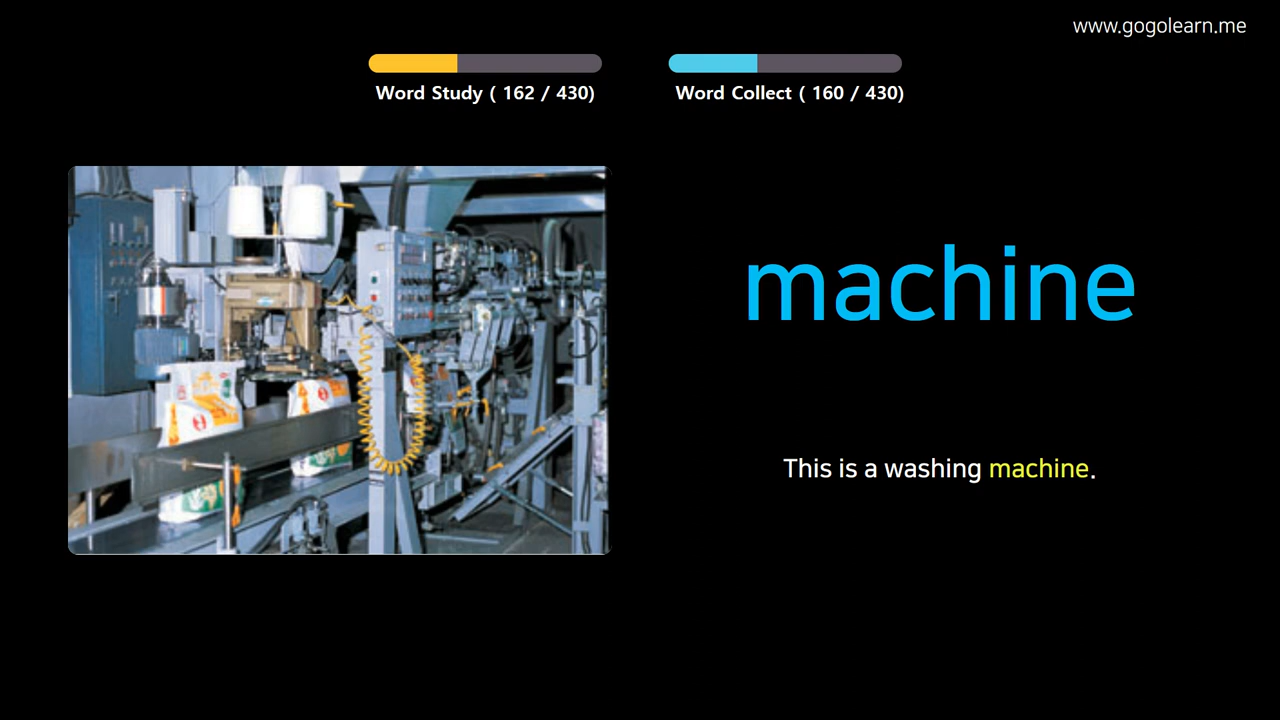 www.gogolearn.me
Word Study ( 162 / 430)
Word Collect ( 160 / 430)
machine
This is a washing machine.